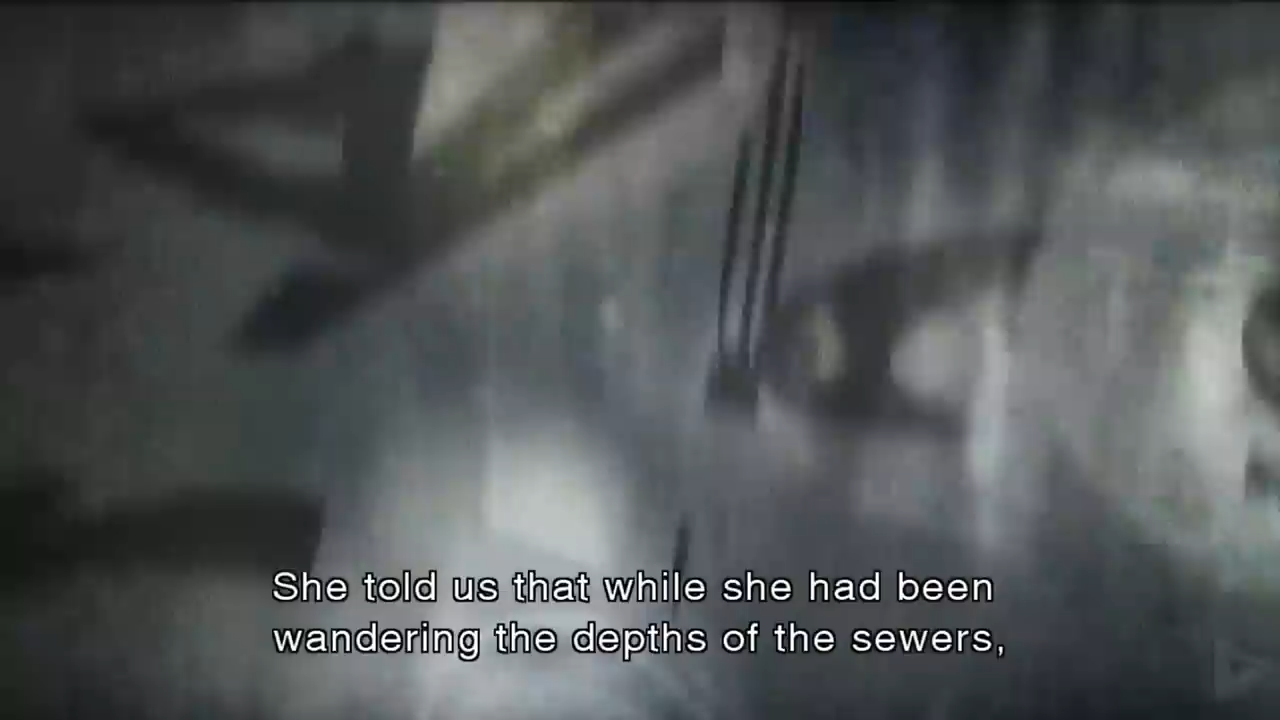 She told us that while she had been
wandering the depths of the sewers,